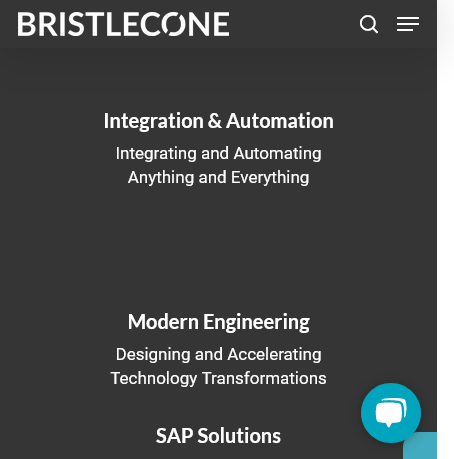 BRISTLECONE
Integration & Automation
Integrating and Automating
Anything and Everything
Modern Engineering
Designing and Accelerating
Technology Transformations
SAP Solutions